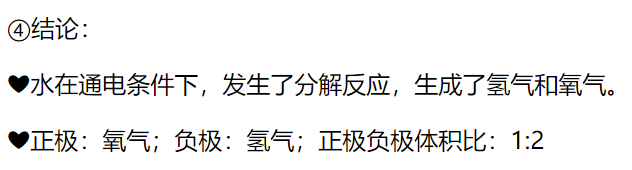 ④结论：
♥水在通电条件下，发生了分解反应，生成了氢气和氧气。
♥正极：氧气；负极：氢气；正极负极体积比：1:2